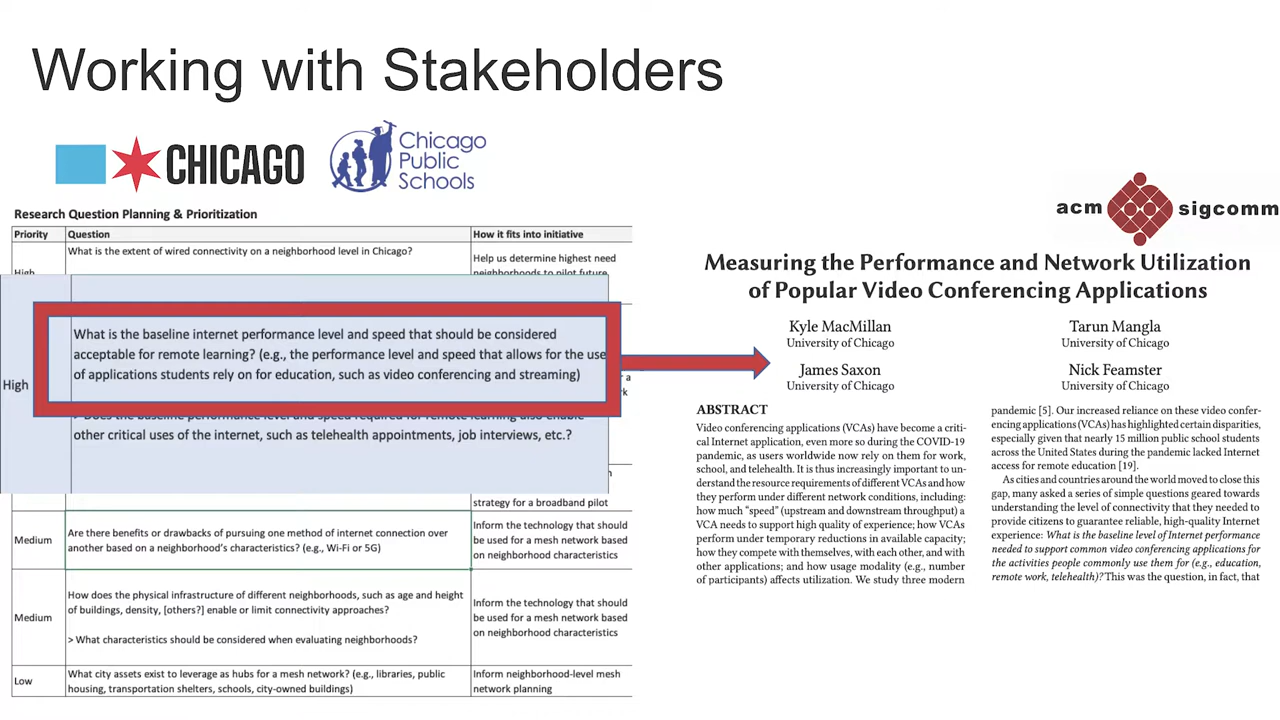 Working with Stakeholders
CHICAGO
Chicago
Public
Schools
Research Question Planning & Prioritization
Priority
Question
How it fits into initiative
High
What is the extent of wired connectivity on a neighborhood level in Chicago?
Help us determine highest need
neighborhoods to pilot future
High
What is the baseline internet performance level and speed that should be considered
acceptable for remote learning? (e.g., the performance level and speed that allows for the use
of applications students rely on for education, such as video conferencing and streaming)
> Does the baseline performance level and speed required for remote learning also enable
other critical uses of the internet, such as telehealth appointments, job interviews, etc.?
strategy for a broadband pilot
Medium
Are there benefits or drawbacks of pursuing one method of internet connection over
another based on a neighborhood's characteristics? (e.g., Wi-Fi or 5G)
Inform the technology that should
be used for a mesh network based
on neighborhood characteristics
Medium
How does the physical infrastructure of different neighborhoods, such as age and height
of buildings, density, [others?] enable or limit connectivity approaches?
> What characteristics should be considered when evaluating neighborhoods?
Inform the technology that should
be used for a mesh network based
on neighborhood characteristics
Low
What city assets exist to leverage as hubs for a mesh network? (e.g., libraries, public
housing, transportation shelters, schools, city-owned buildings)
Inform neighborhood-level mesh
network planning
acm sigcomm
Measuring the Performance and Network Utilization
of Popular Video Conferencing Applications
Kyle MacMillan
University of Chicago
Tarun Mangla
University of Chicago
James Saxon
University of Chicago
Nick Feamster
University of Chicago
ABSTRACT
Video conferencing applications (VCAs) have become a criti-
cal Internet application, even more so during the COVID-19
pandemic, as users worldwide now rely on them for work,
school, and telehealth. It is thus increasingly important to un-
derstand the resource requirements of different VCAs and how
they perform under different network conditions, including:
how much "speed" (upstream and downstream throughput) a
VCA needs to support high quality of experience; how VCAs
perform under temporary reductions in available capacity;
how they compete with themselves, with each other, and with
other applications; and how usage modality (e.g., number
of participants) affects utilization. We study three modern
pandemic [5]. Our increased reliance on these video confer-
encing applications (VCAs) has highlighted certain disparities,
especially given that nearly 15 million public school students
across the United States during the pandemic lacked Internet
access for remote education [19].
As cities and countries around the world moved to close this
gap, many asked a series of simple questions geared towards
understanding the level of connectivity that they needed to
provide citizens to guarantee reliable, high-quality Internet
experience: What is the baseline level of Internet performance
needed to support common video conferencing applications for
the activities people commonly use them for (e.g., education,
remote work, telehealth)? This was the question, in fact, that